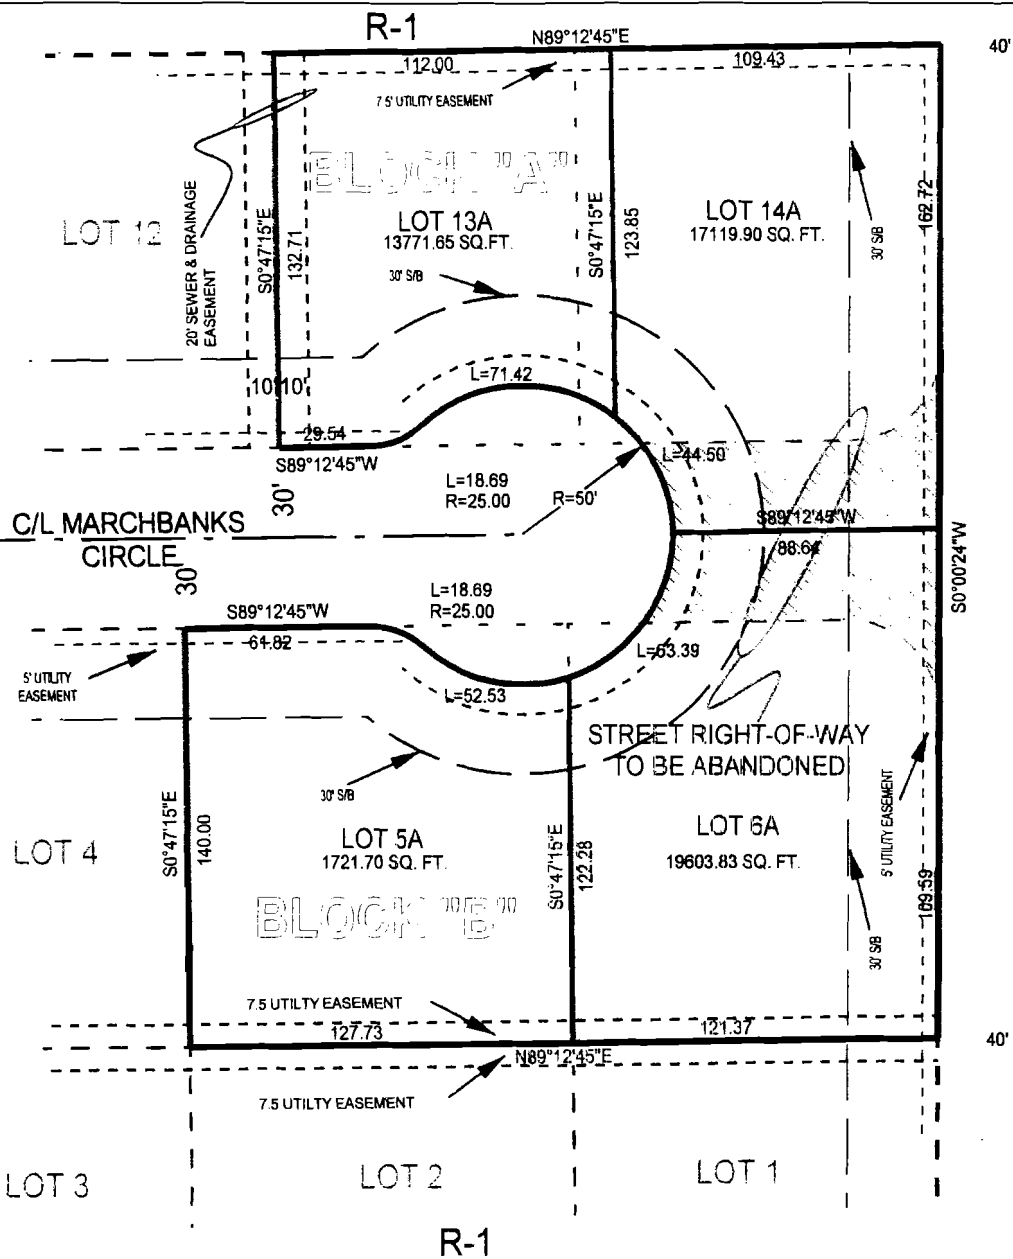 R-1
N89°12'45"E
40'
112.00
109.43
7.5' UTILITY EASEMENT
BLOCK "A"
LOT 12
LOT 13A
13771.65 SQ.FT.
LOT 14A
17119.90 SQ.FT.
S0°47'15"E
132.71
S0°47'15"E
123.85
162.72
30' S/B
30' S/B
20' SEWER & DRAINAGE
EASEMENT
10'
10'
L=71.42
29.54
S89°12'45"W
L=44.50
L=18.69
R=25.00
R=50'
30'
C/L MARCHBANKS
CIRCLE
S89°12'45"W
88.64
S0°00'24"W
30'
L=18.69
R=25.00
S89°12'45"W
64.82
5' UTILITY
EASEMENT
L=53.39
L=52.53
STREET RIGHT-OF-WAY
TO BE ABANDONED
30' S/B
5' UTILITY EASEMENT
LOT 4
S0°47'15"E
140.00
LOT 5A
1721.70 SQ. FT.
S0°47'15"E
122.28
LOT 6A
19603.83 SQ. FT.
BLOCK "B"
169.59
30' S/B
7.5 UTILTY EASEMENT
127.73
121.37
N89°12'45"E
40'
7.5 UTILTY EASEMENT
LOT 3
LOT 2
LOT 1
R-1